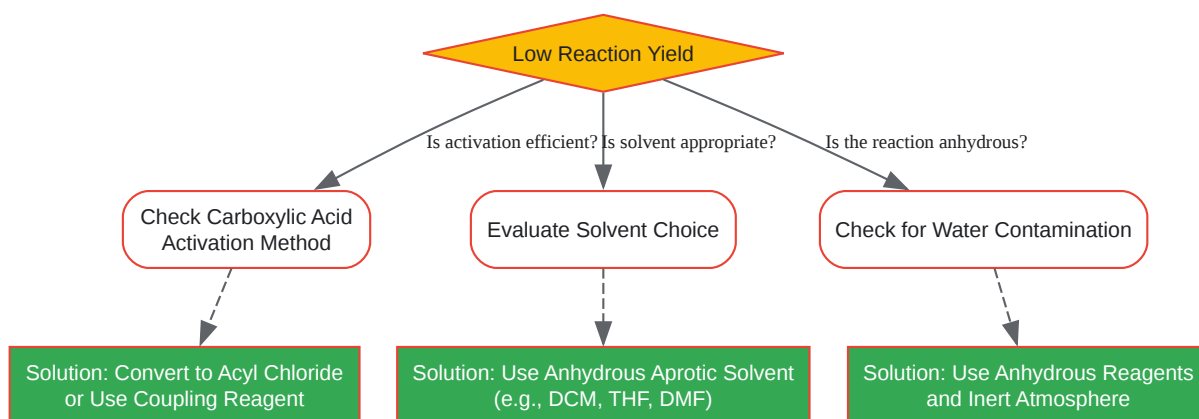 Low Reaction Yield
Is activation efficient?
Is solvent appropriate?
Is the reaction anhydrous?
Check Carboxylic Acid
Activation Method
Evaluate Solvent Choice
Check for Water Contamination
Solution: Convert to Acyl Chloride
or Use Coupling Reagent
Solution: Use Anhydrous Aprotic Solvent
(e.g., DCM, THF, DMF)
Solution: Use Anhydrous Reagents
and Inert Atmosphere